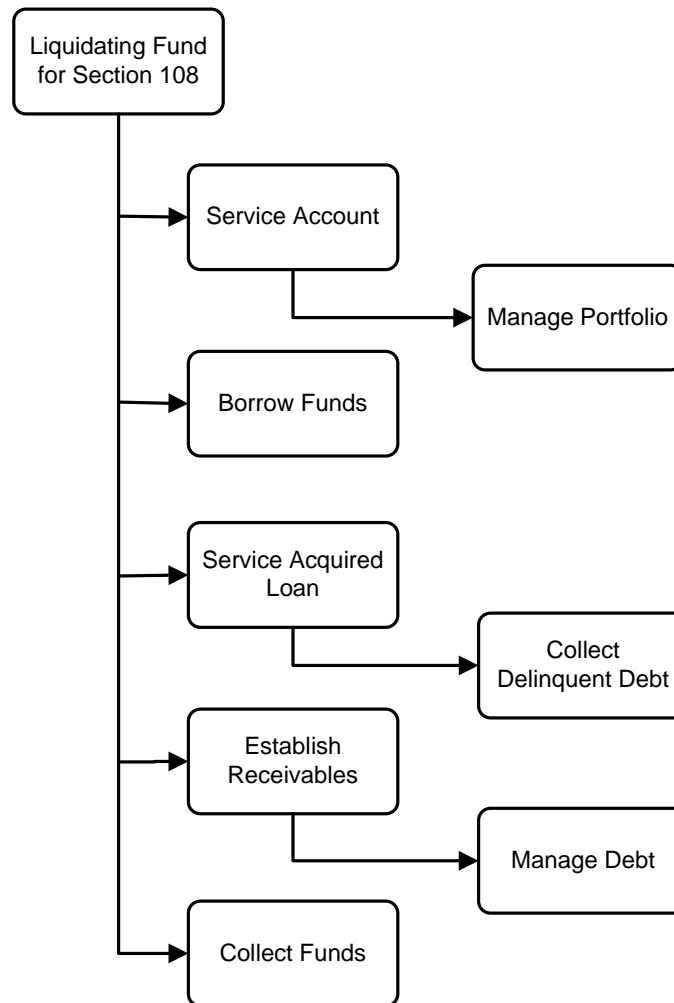 Liquidating Fund
for Section 108
Service Account
Manage Portfolio
Borrow Funds
Service Acquired
Loan
Collect
Delinquent Debt
Establish
Receivables
Manage Debt
Collect Funds